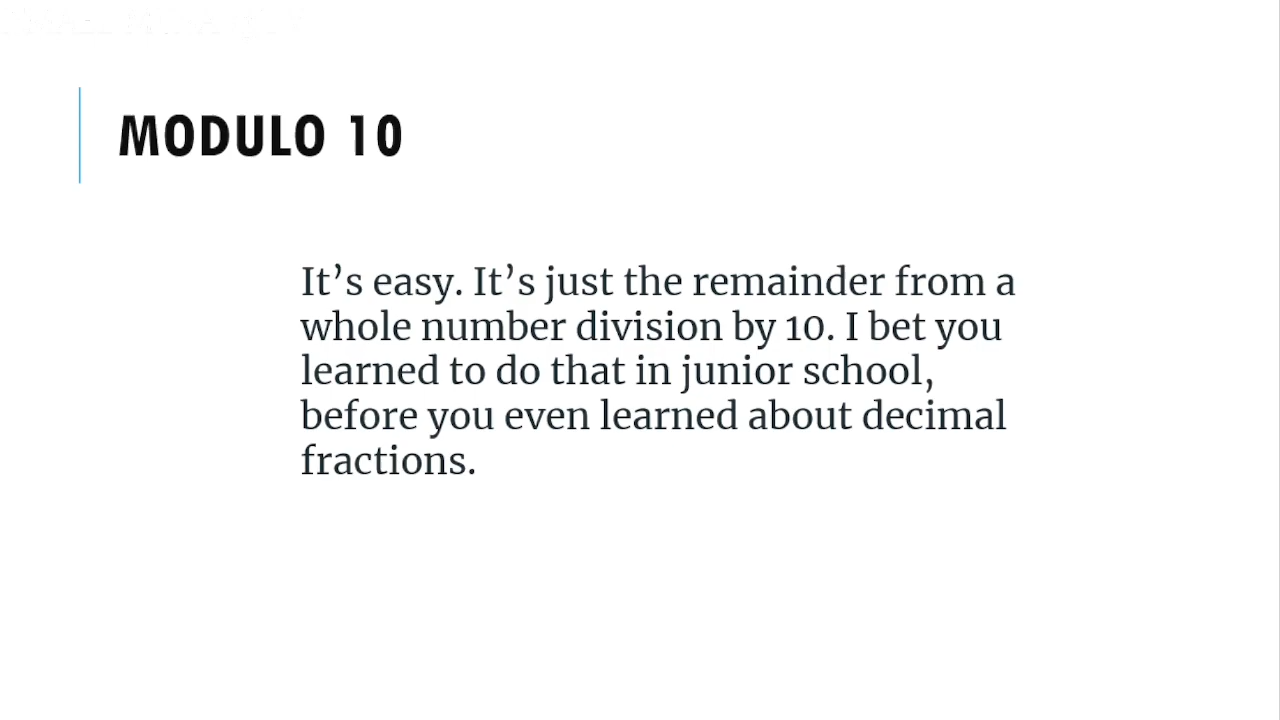 MODULO 10
It’s easy. It’s just the remainder from a
whole number division by 10. I bet you
learned to do that in junior school,
before you even learned about decimal
fractions.